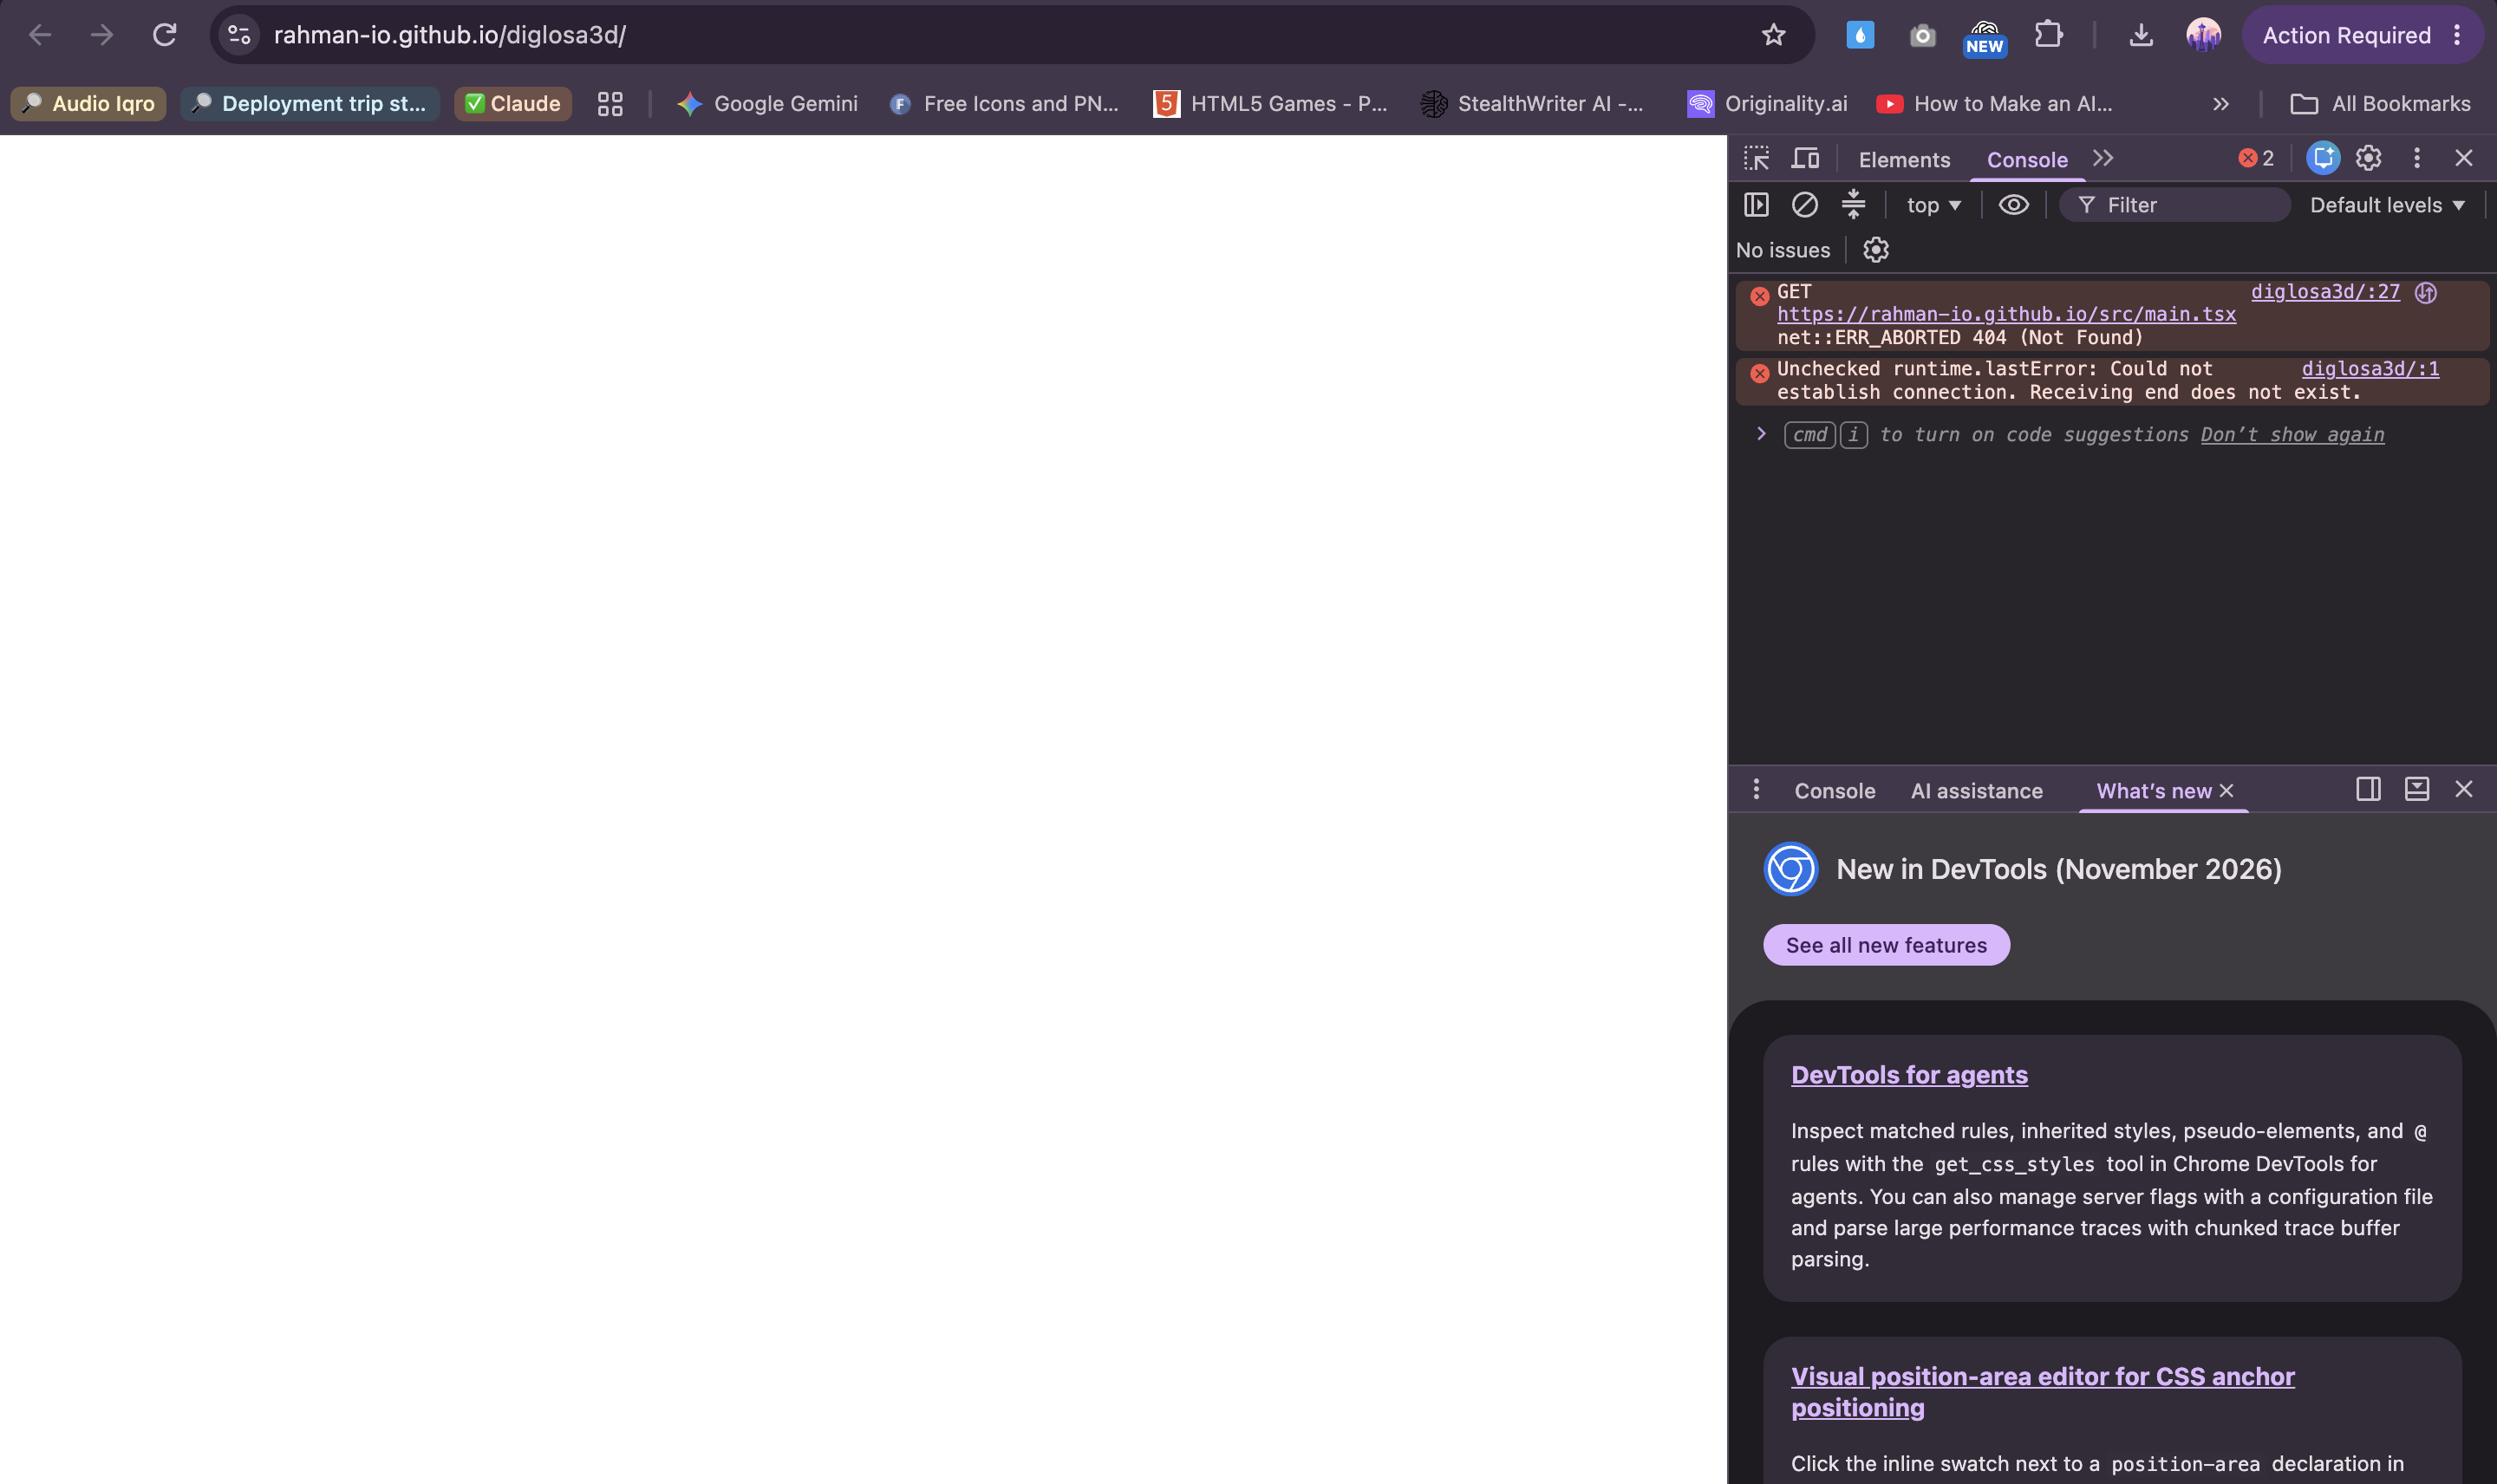 rahman-io.github.io/diglosa3d/
NEW
Action Required
Audio Iqro
Deployment trip st...
Claude
Google Gemini
F
Free Icons and PN...
5
HTML5 Games - P...
StealthWriter AI -...
Originality.ai
How to Make an AI...
All Bookmarks
Elements
Console
2
top
Filter
Default levels
No issues
GET
diglosa3d/:27
https://rahman-io.github.io/src/main.tsx
net::ERR_ABORTED 404 (Not Found)
Unchecked runtime.lastError: Could not
diglosa3d/:1
establish connection. Receiving end does not exist.
cmd i to turn on code suggestions Don’t show again
Console
AI assistance
What’s new
New in DevTools (November 2026)
See all new features
DevTools for agents
Inspect matched rules, inherited styles, pseudo-elements, and @
rules with the get_css_styles tool in Chrome DevTools for
agents. You can also manage server flags with a configuration file
and parse large performance traces with chunked trace buffer
parsing.
Visual position-area editor for CSS anchor
positioning
Click the inline swatch next to a position-area declaration in